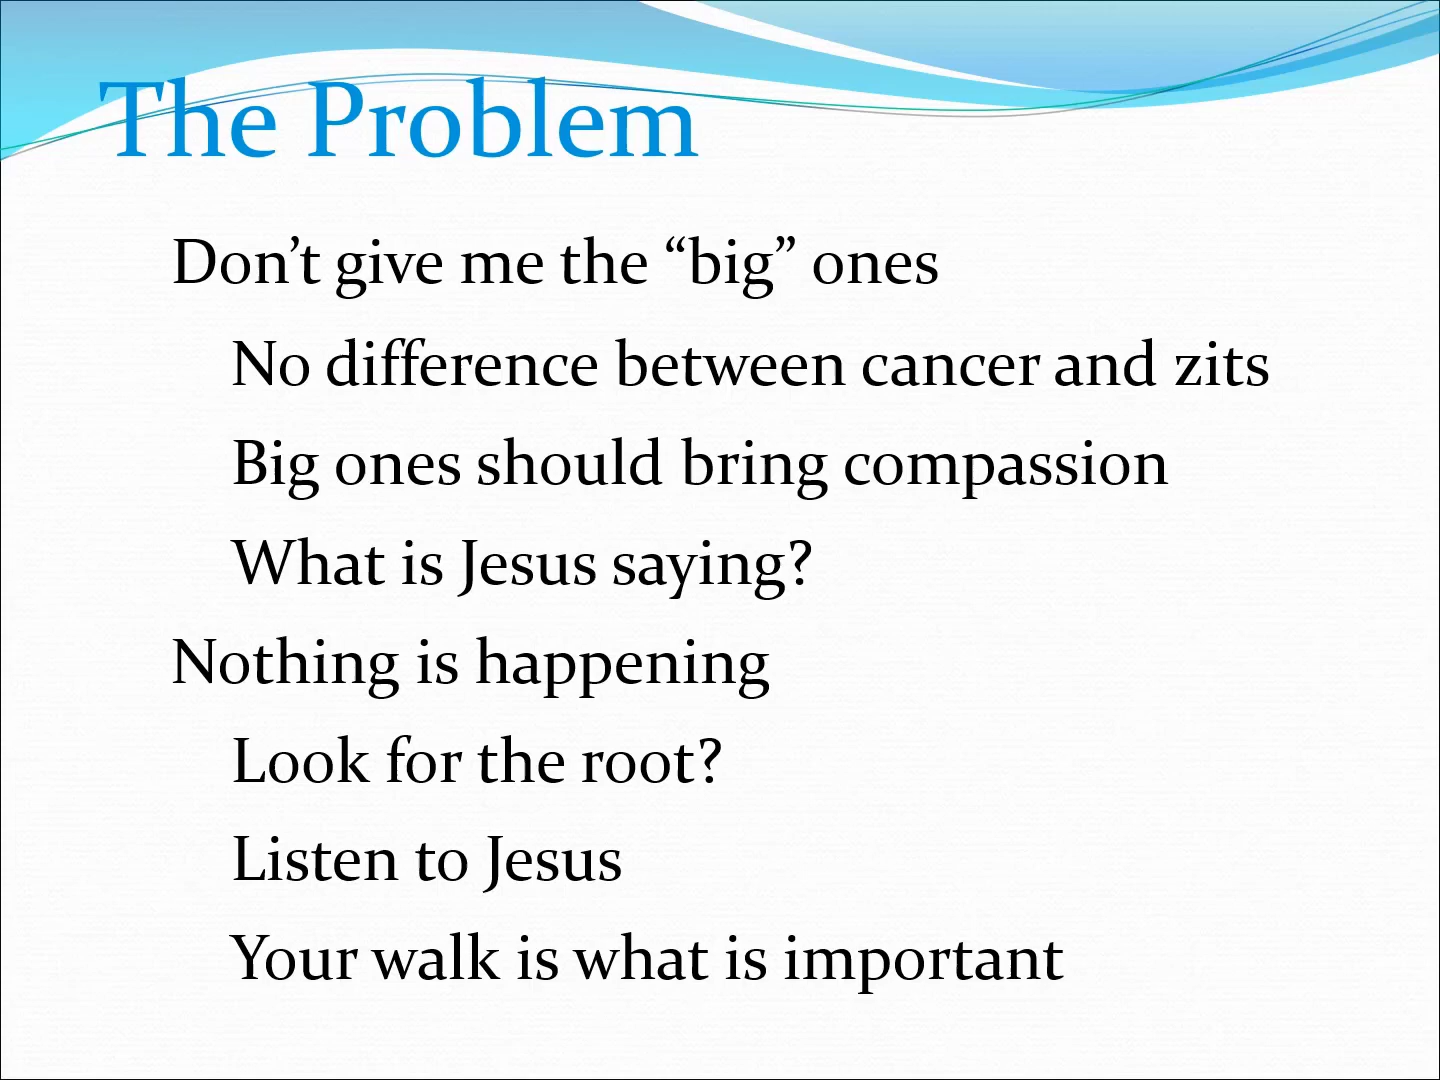 The Problem
Don’t give me the “big” ones
No difference between cancer and zits
Big ones should bring compassion
What is Jesus saying?
Nothing is happening
Look for the root?
Listen to Jesus
Your walk is what is important